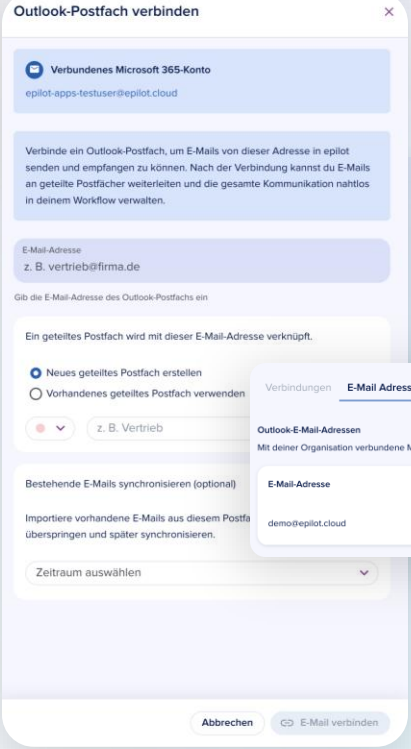 Outlook-Postfach verbinden
Verbundenes Microsoft 365-Konto
epilot-apps-testuser@epilot.cloud
Verbinde ein Outlook-Postfach, um E-Mails von dieser Adresse in epilot
senden und empfangen zu können. Nach der Verbindung kannst du E-Mails
an geteilte Postfächer weiterleiten und die gesamte Kommunikation nahtlos
in deinem Workflow verwalten.
E-Mail-Adresse
z. B. vertrieb@firma.de
Gib die E-Mail-Adresse des Outlook-Postfachs ein
Ein geteiltes Postfach wird mit dieser E-Mail-Adresse verknüpft.
Neues geteiltes Postfach erstellen
Vorhandenes geteiltes Postfach verwenden
z. B. Vertrieb
Verbindungen E-Mail Adress
Outlook-E-Mail-Adressen
Mit deiner Organisation verbundene M
E-Mail-Adresse
demo@epilot.cloud
Bestehende E-Mails synchronisieren (optional)
Importiere vorhandene E-Mails aus diesem Postfa
überspringen und später synchronisieren.
Zeitraum auswählen
Abbrechen
E-Mail verbinden